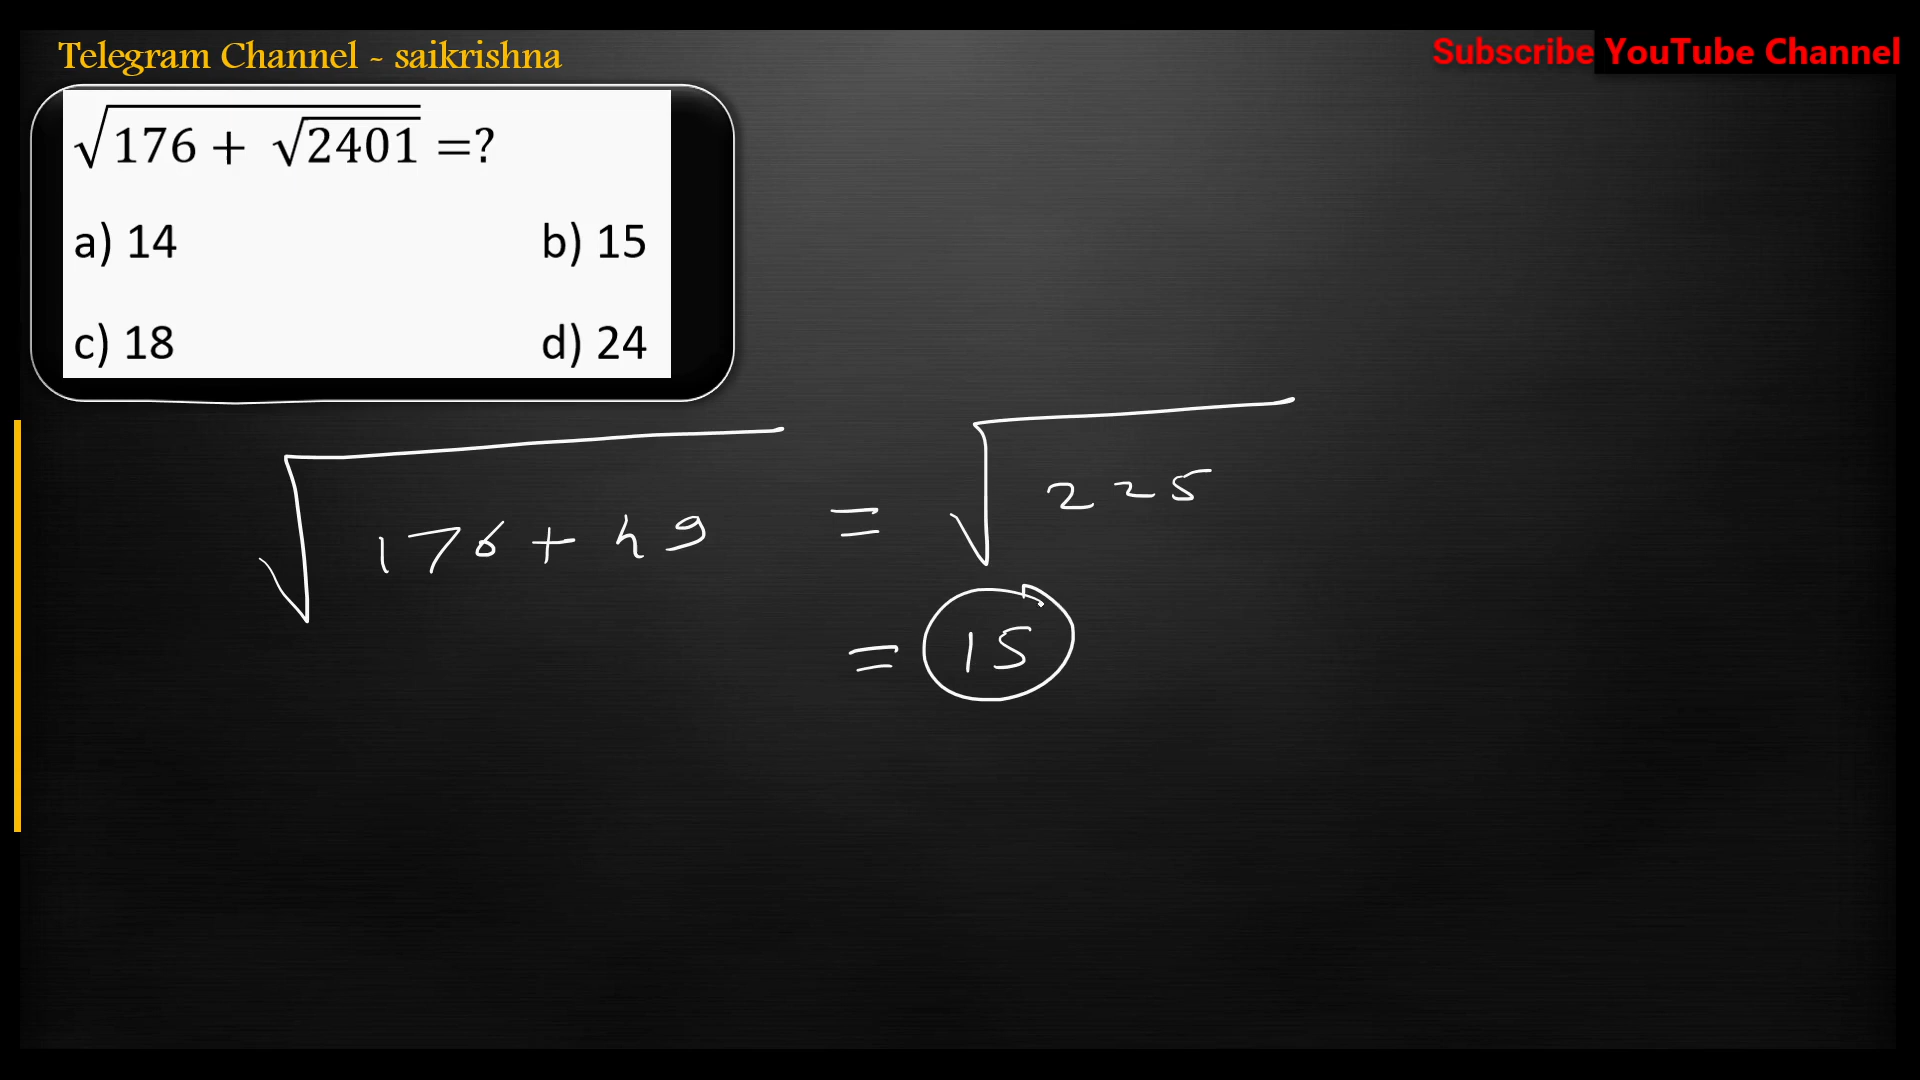 Telegram Channel - saikrishna
Subscribe YouTube Channel
√176 + √2401 =?
a) 14 b) 15
c) 18 d) 24
√176 + 49 = √225
= 15